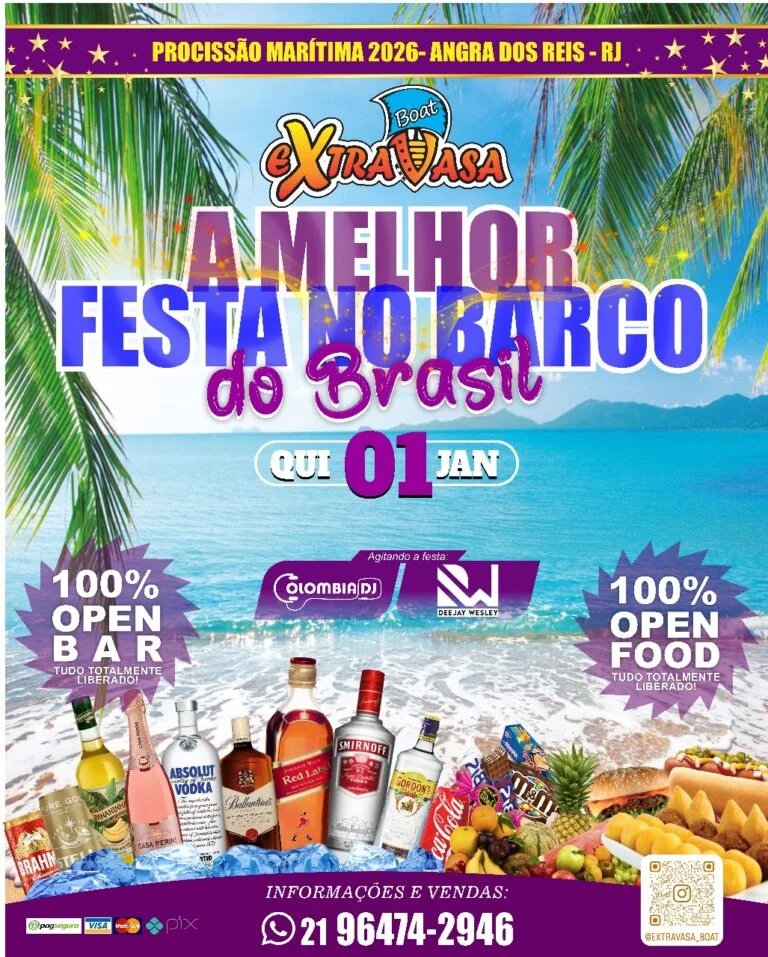 PROCISSÃO MARÍTIMA 2026- ANGRA DOS REIS - RJ
Boat
EXTRAVASA
A MELHOR
FESTA NO BARCO
do Brasil
QUI 01 JAN
Agitando a festa:
COLOMBIA DJ
DEEJAY WESLEY
100%
OPEN
BAR
TUDO TOTALMENTE
LIBERADO!
100%
OPEN
FOOD
TUDO TOTALMENTE
LIBERADO!
BRAHM
CASA PERINI
ABSOLUT
VODKA
Ballantine's
Red Label
SMIRNOFF
GORDON'S
Coca-Cola
m&m's
INFORMAÇÕES E VENDAS:
21 96474-2946
pagseguro
VISA
pix
@EXTRAVASA_BOAT